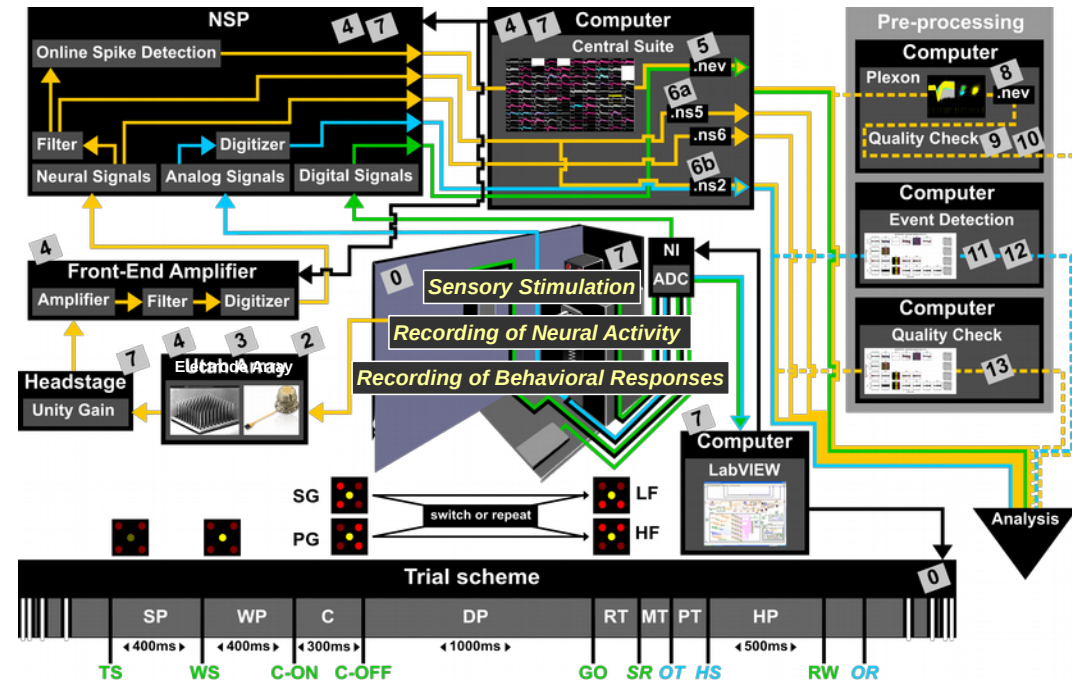 NSP
4 7
Online Spike Detection
Filter
Digitizer
Neural Signals
Analog Signals
Digital Signals
4 7
Computer
Central Suite
5
.nev
6a
.ns5
.ns6
6b
.ns2
Pre-processing
Computer
Plexon
8
.nev
Quality Check
9 10
Computer
Event Detection
11 12
Computer
Quality Check
13
4
Front-End Amplifier
Amplifier
Filter
Digitizer
0
7
NI
ADC
Sensory Stimulation
Recording of Neural Activity
Recording of Behavioral Responses
7
Headstage
Unity Gain
4 3 2
Utah Array
Electrode Array
7
Computer
LabVIEW
SG
PG
switch or repeat
LF
HF
Analysis
Trial scheme
0
SP WP C DP RT MT PT HP
400ms 400ms 300ms 1000ms 500ms
TS WS C-ON C-OFF GO SR OT HS RW OR